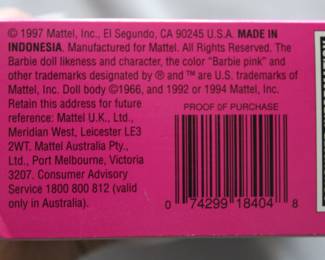 © 1997 Mattel, Inc., El Segundo, CA 90245 U.S.A. MADE IN
INDONESIA. Manufactured for Mattel. All Rights Reserved. The
Barbie doll likeness and character, the color "Barbie pink" and
other trademarks designated by ® and ™ are U.S. trademarks of
Mattel, Inc. Doll body ©1966, and 1992 or 1994 Mattel, Inc.
Retain this address for future
reference: Mattel U.K., Ltd.,
Meridian West, Leicester LE3
2WT. Mattel Australia Pty.,
Ltd., Port Melbourne, Victoria
3207. Consumer Advisory
Service 1800 800 812 (valid
only in Australia).
PROOF OF PURCHASE
0 74299 18404 8